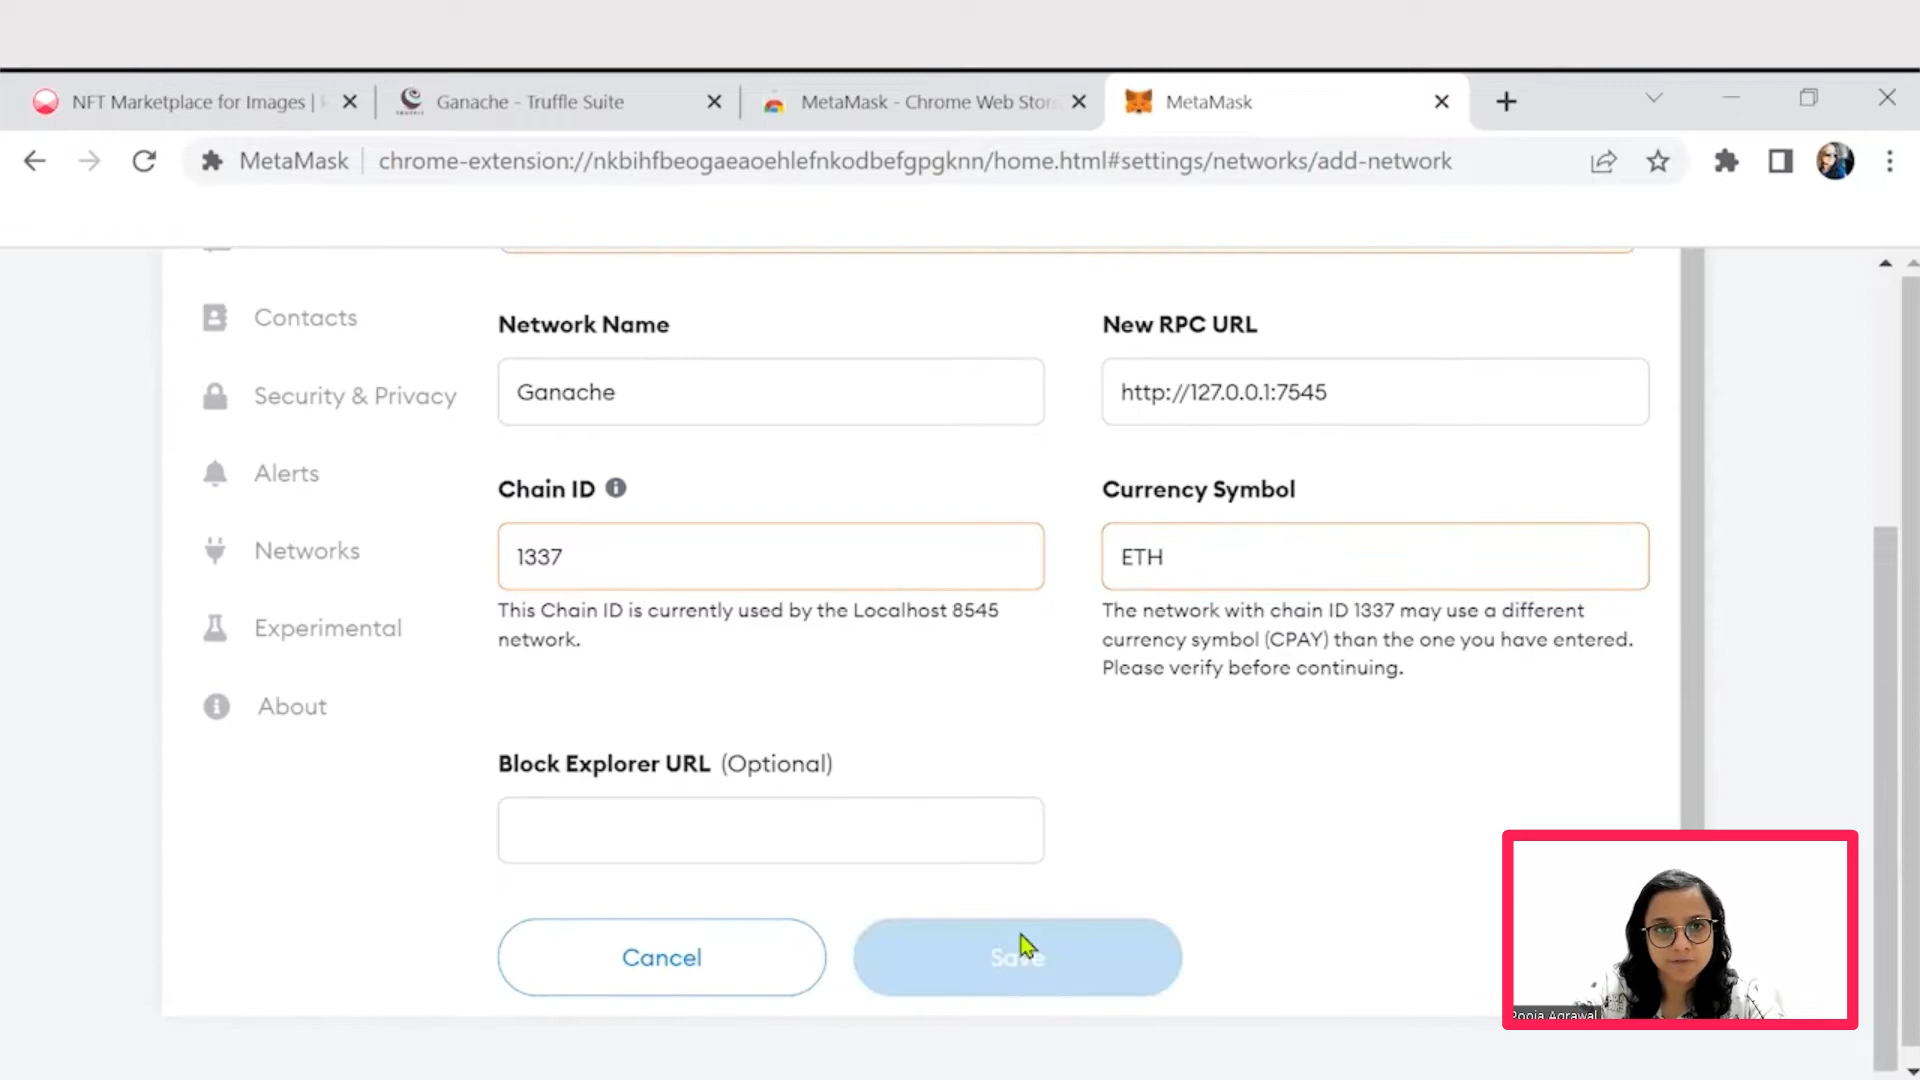 NFT Marketplace for Images |
Ganache - Truffle Suite
MetaMask - Chrome Web Stor
MetaMask
MetaMask
chrome-extension://nkbihfbeogaeaoehlefnkodbefgpgknn/home.html#settings/networks/add-network
Contacts
Security & Privacy
Alerts
Networks
Experimental
About
Network Name
New RPC URL
Ganache
http://127.0.0.1:7545
Chain ID
Currency Symbol
1337
ETH
This Chain ID is currently used by the Localhost 8545
network.
The network with chain ID 1337 may use a different
currency symbol (CPAY) than the one you have entered.
Please verify before continuing.
Block Explorer URL (Optional)
Cancel
Save
Pooja Agrawal